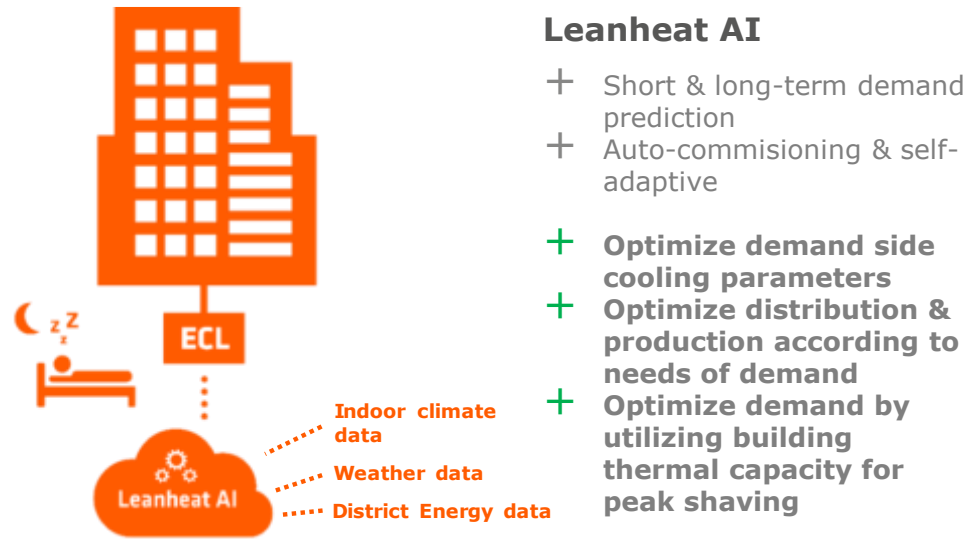 Leanheat AI
+ Short & long-term demand
prediction
+ Auto-commisioning & self-
adaptive
+ Optimize demand side
cooling parameters
+ Optimize distribution &
production according to
needs of demand
+ Optimize demand by
utilizing building
thermal capacity for
peak shaving
ECL
z z
z
Indoor climate
data
Weather data
District Energy data
Leanheat AI